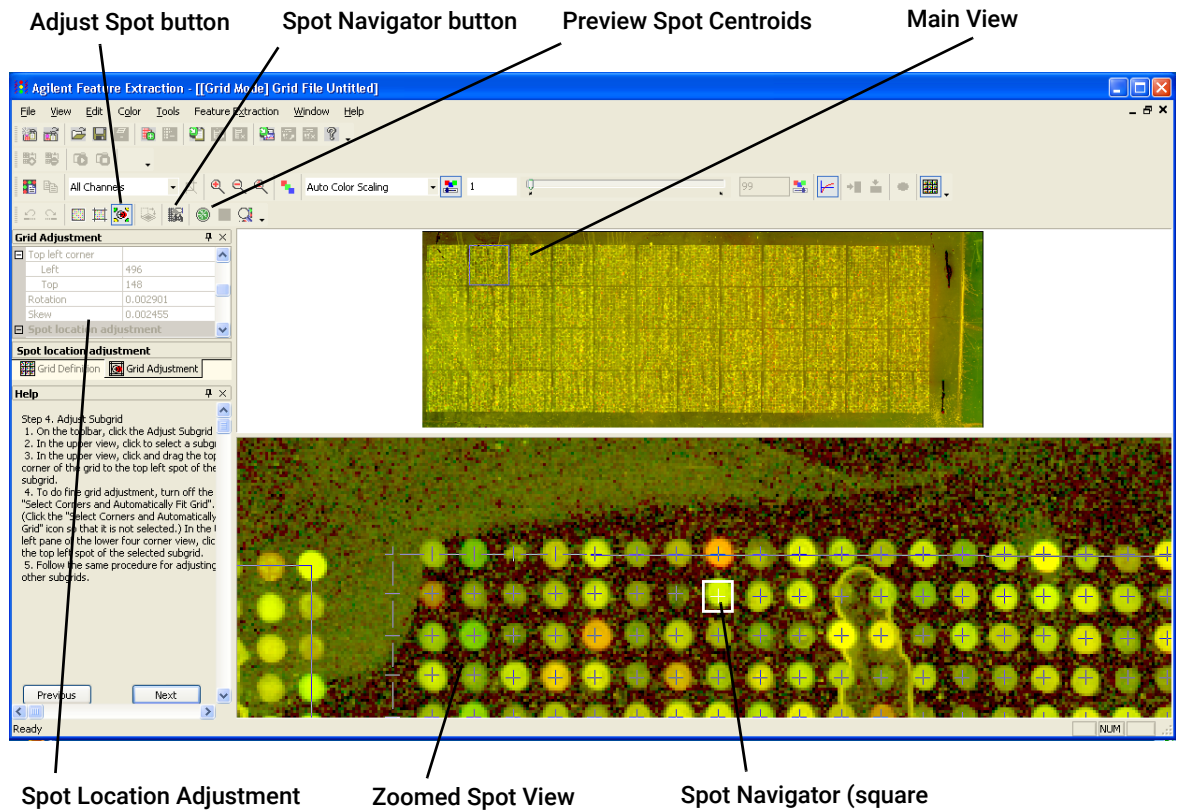 Adjust Spot button
Spot Navigator button
Preview Spot Centroids
Main View
Agilent Feature Extraction - [[Grid Mode] Grid File Untitled]
File View Edit Color Tools Feature Extraction Window Help
All Channels
Auto Color Scaling
1
99
Grid Adjustment
Top left corner
Left 496
Top 148
Rotation 0.002901
Skew 0.002455
Spot location adjustment
Spot location adjustment
Grid Definition Grid Adjustment
Help
Step 4. Adjust Subgrid
1. On the toolbar, click the Adjust Subgrid
2. In the upper view, click to select a subgr
3. In the upper view, click and drag the top
corner of the grid to the top left spot of the
subgrid.
4. To do fine grid adjustment, turn off the
"Select Corners and Automatically Fit Grid".
(Click the "Select Corners and Automatically
Grid" icon so that it is not selected.) In the
left pane of the lower four corner view, clic
the top left spot of the selected subgrid.
5. Follow the same procedure for adjusting
other subgrids.
Previous
Next
Ready
NUM
Spot Location Adjustment
Zoomed Spot View
Spot Navigator (square